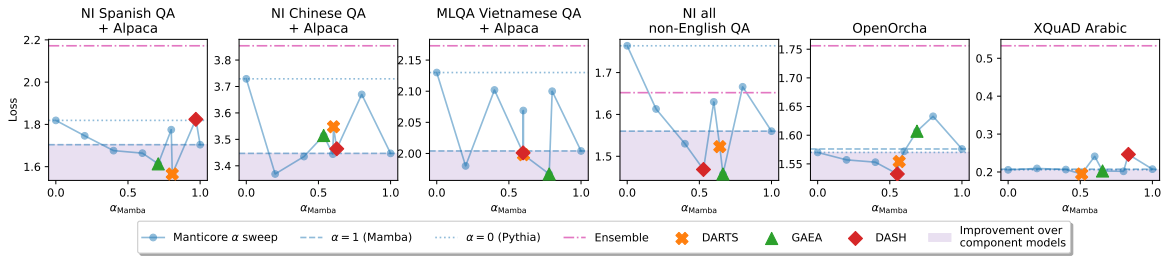 NI Spanish QA
+ Alpaca
NI Chinese QA
+ Alpaca
MLQA Vietnamese QA
+ Alpaca
NI all
non-English QA
OpenOrcha
XQuAD Arabic
Loss
2.2
2.0
1.8
1.6
0.0 0.5 1.0
α_Mamba
3.8
3.7
3.6
3.5
3.4
0.0 0.5 1.0
α_Mamba
2.15
2.10
2.05
2.00
0.0 0.5 1.0
α_Mamba
1.7
1.6
1.5
0.0 0.5 1.0
α_Mamba
1.75
1.70
1.65
1.60
1.55
0.0 0.5 1.0
α_Mamba
0.5
0.4
0.3
0.2
0.0 0.5 1.0
α_Mamba
Manticore α sweep
α = 1 (Mamba)
α = 0 (Pythia)
Ensemble
DARTS
GAEA
DASH
Improvement over
component models